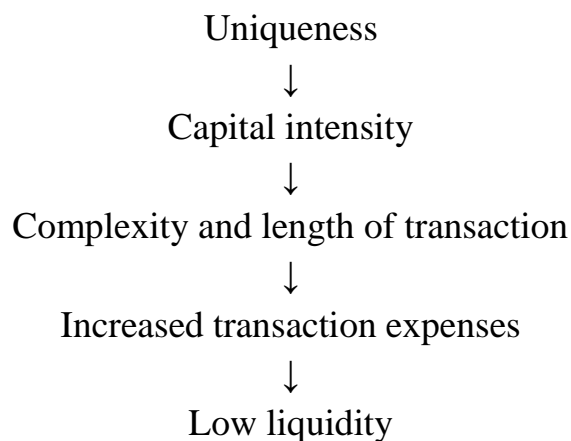 Uniqueness
↓
Capital intensity
↓
Complexity and length of transaction
↓
Increased transaction expenses
↓
Low liquidity